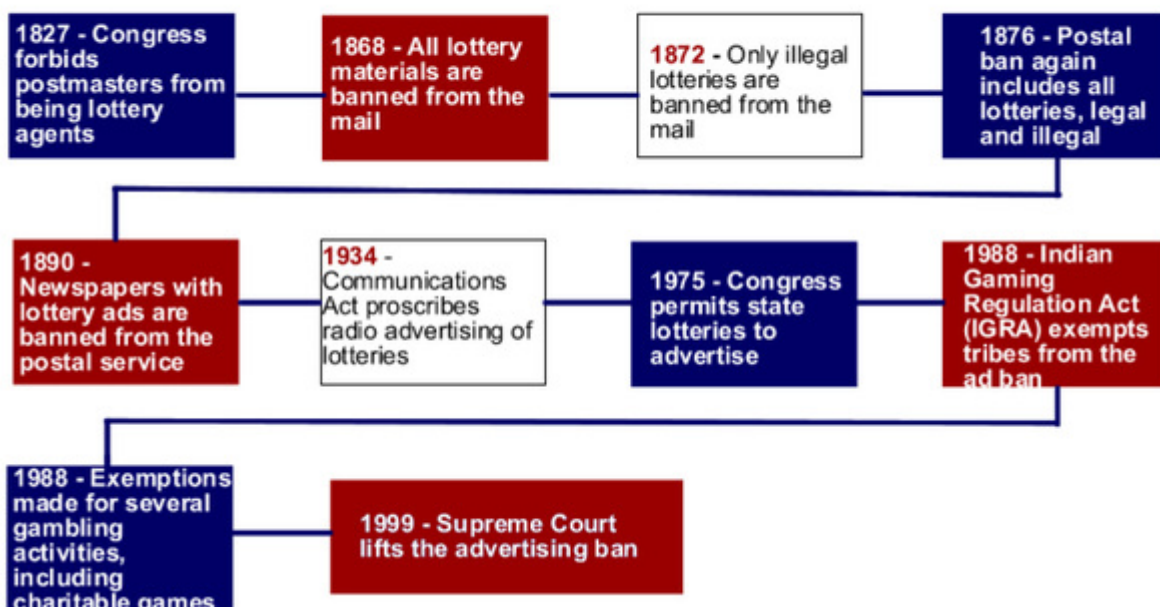 1827 - Congress
forbids
postmasters from
being lottery
agents
1868 - All lottery
materials are
banned from the
mail
1872 - Only illegal
lotteries are
banned from the
mail
1876 - Postal
ban again
includes all
lotteries, legal
and illegal
1890 -
Newspapers with
lottery ads are
banned from the
postal service
1934 -
Communications
Act proscribes
radio advertising of
lotteries
1975 - Congress
permits state
lotteries to
advertise
1988 - Indian
Gaming
Regulation Act
(IGRA) exempts
tribes from the
ad ban
1988 - Exemptions
made for several
gambling
activities,
including
charitable games
1999 - Supreme Court
lifts the advertising ban